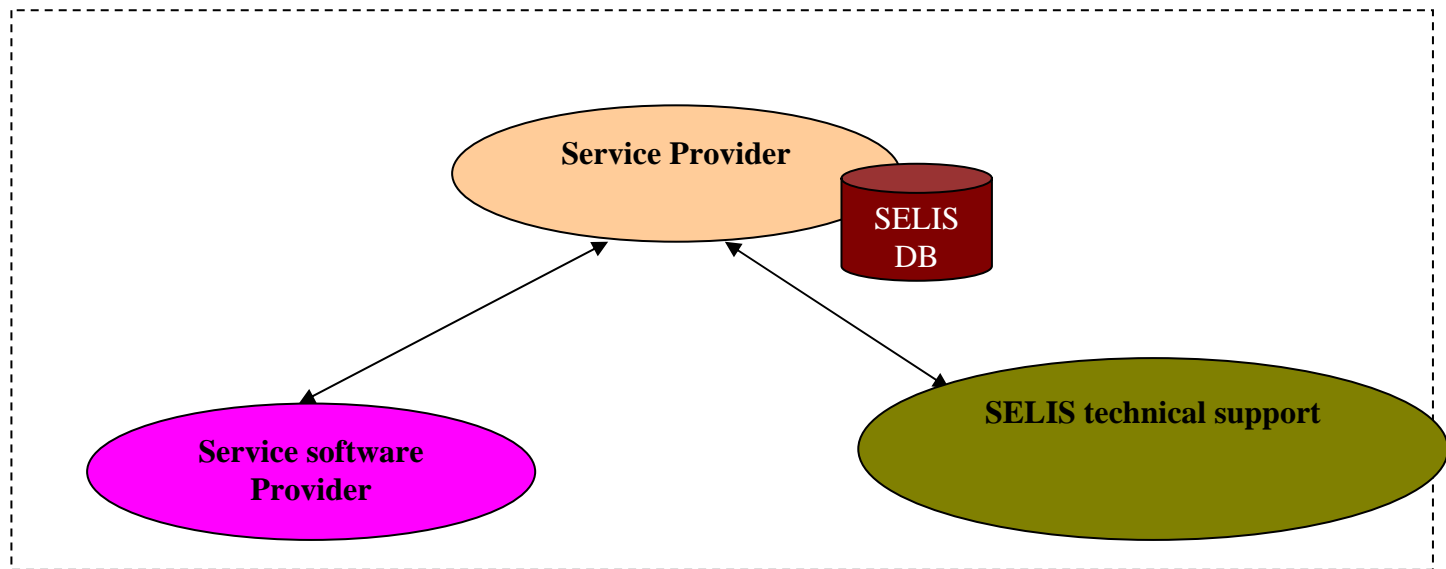 Service Provider
SELIS
DB
SELIS technical support
Service software
Provider